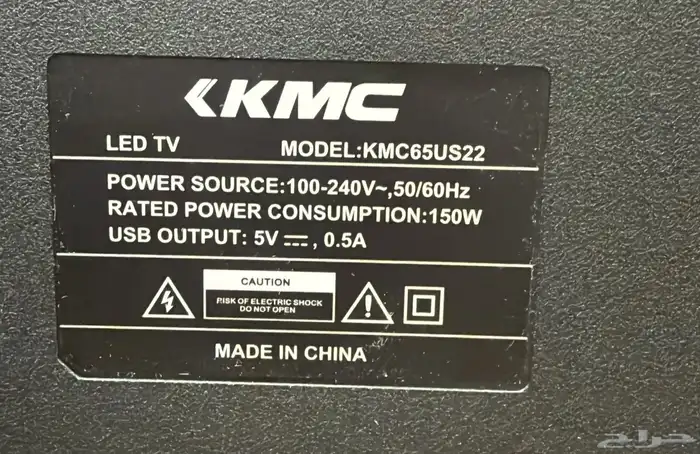 KMC
LED TV MODEL:KMC65US22
POWER SOURCE:100-240V~,50/60Hz
RATED POWER CONSUMPTION:150W
USB OUTPUT: 5V ⎓, 0.5A
CAUTION
RISK OF ELECTRIC SHOCK
DO NOT OPEN
MADE IN CHINA
حراج